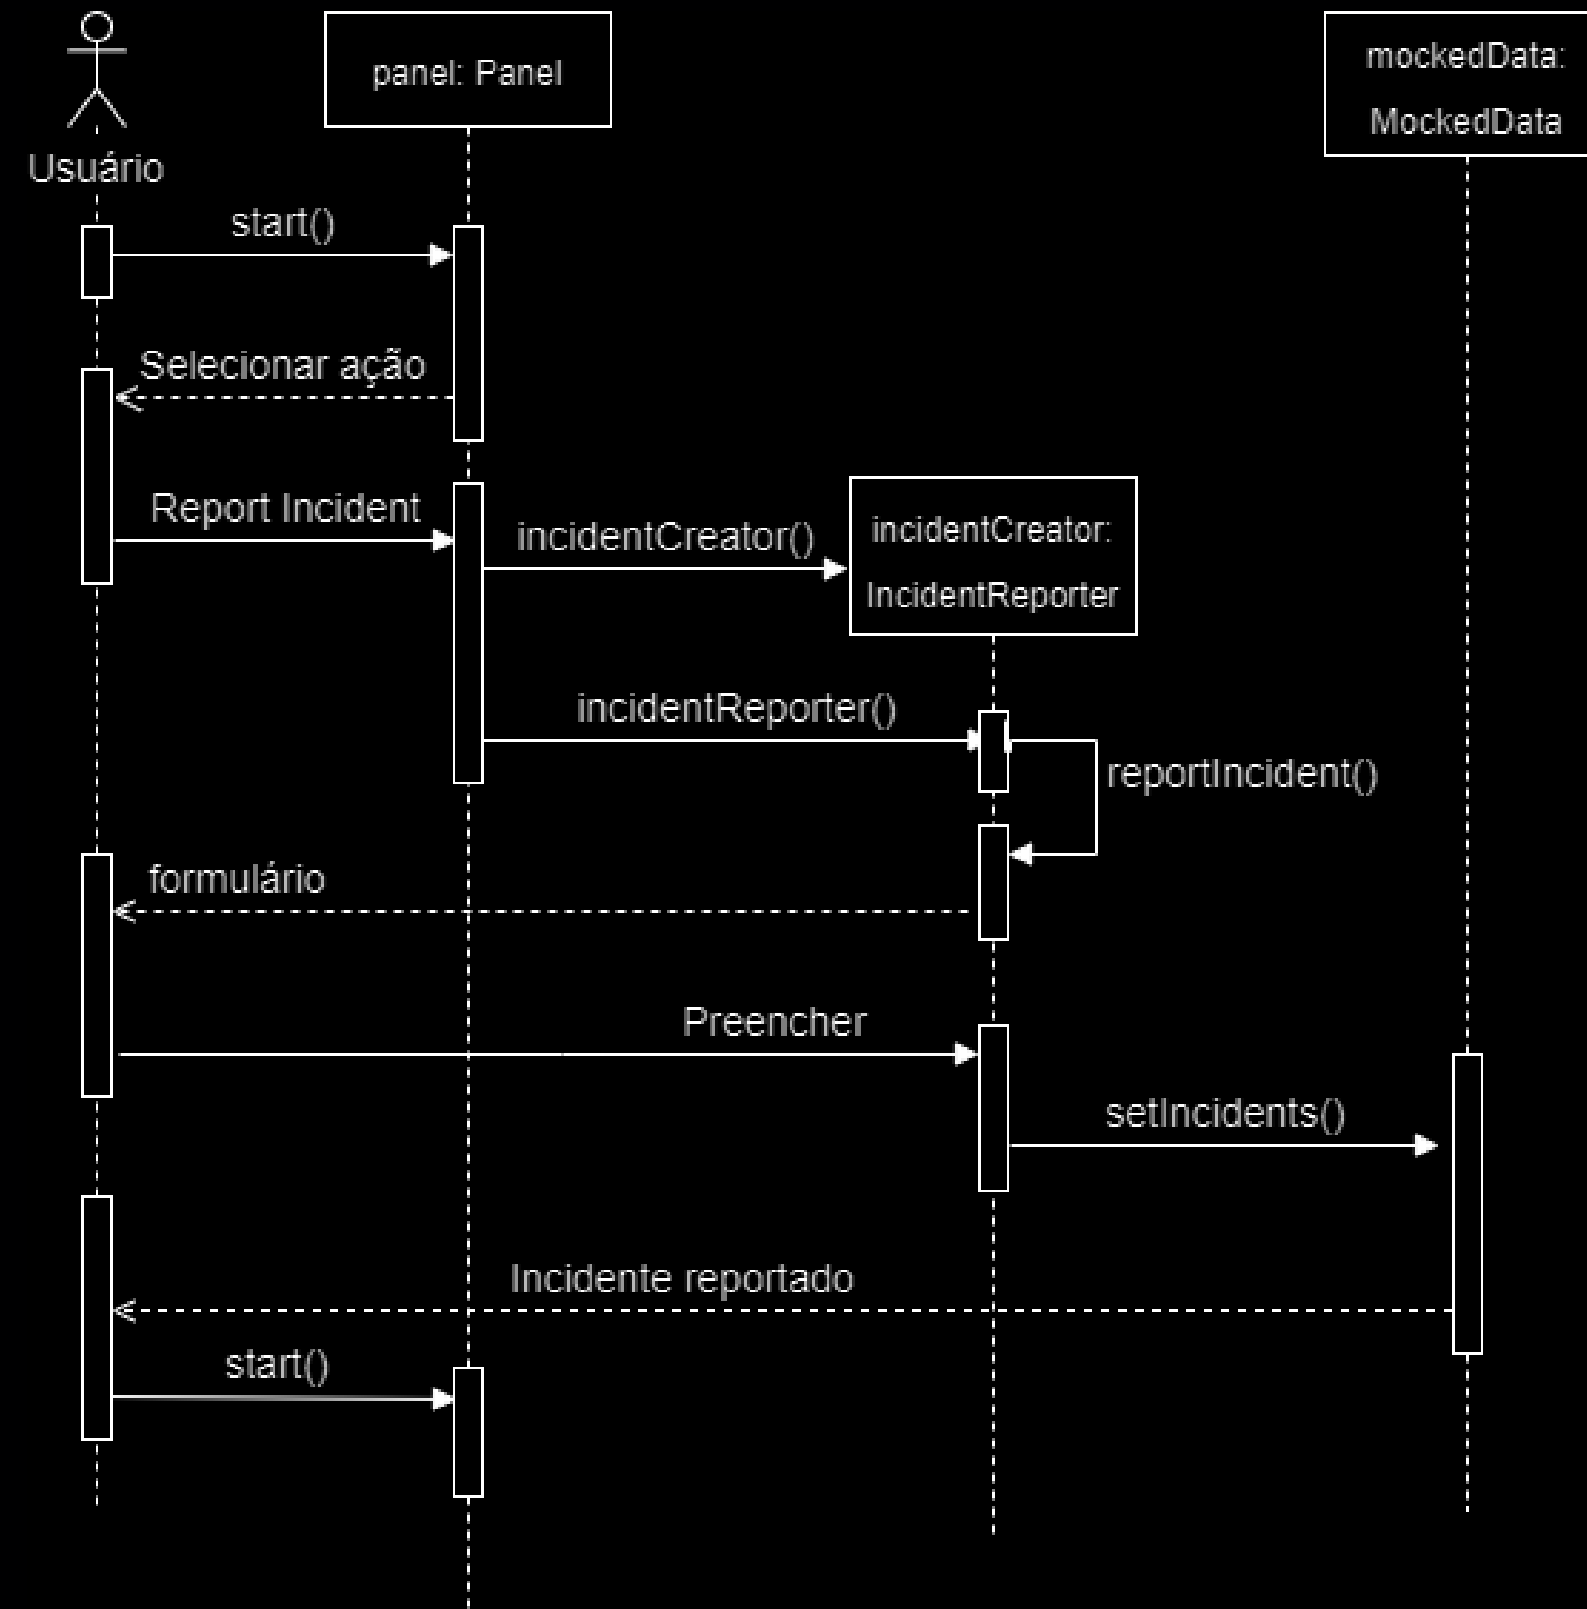 panel: Panel
mockedData:
MockedData
Usuário
start()
Selecionar ação
Report Incident
incidentCreator()
incidentCreator:
IncidentReporter
incidentReporter()
reportIncident()
formulário
Preencher
setIncidents()
Incidente reportado
start()